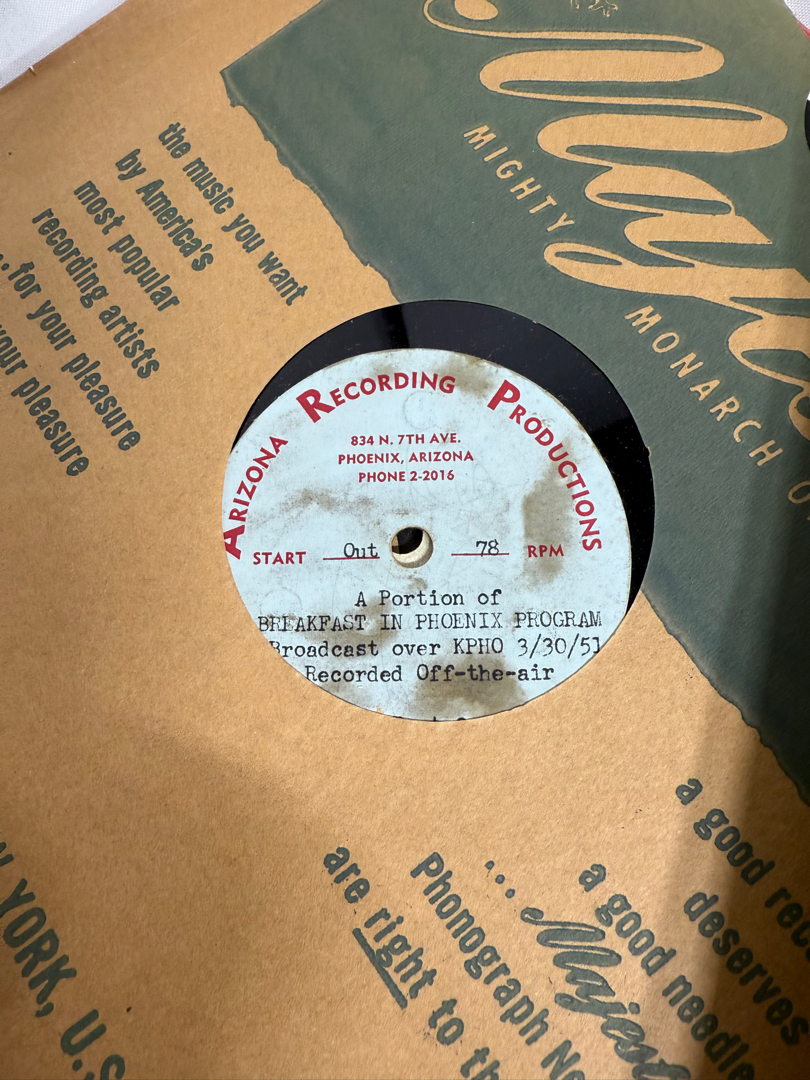 MIGHTY
MONARCH
the music you want
by America's
most popular
recording artists
...for your pleasure
your pleasure
ARIZONA RECORDING PRODUCTIONS
834 N. 7TH AVE.
PHOENIX, ARIZONA
PHONE 2-2016
START Out 78 RPM
A Portion of
BREAKFAST IN PHOENIX PROGRAM
Broadcast over KPHO 3/30/51
Recorded Off-the-air
a good
deserves
a good needle
...
Phonograph
are right to
YORK, U.S.